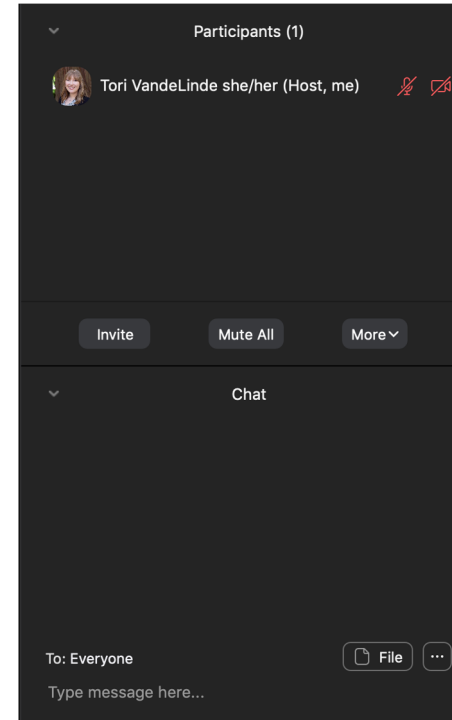 Participants (1)
Tori VandeLinde she/her (Host, me)
Invite Mute All More
Chat
To: Everyone File ...
Type message here...